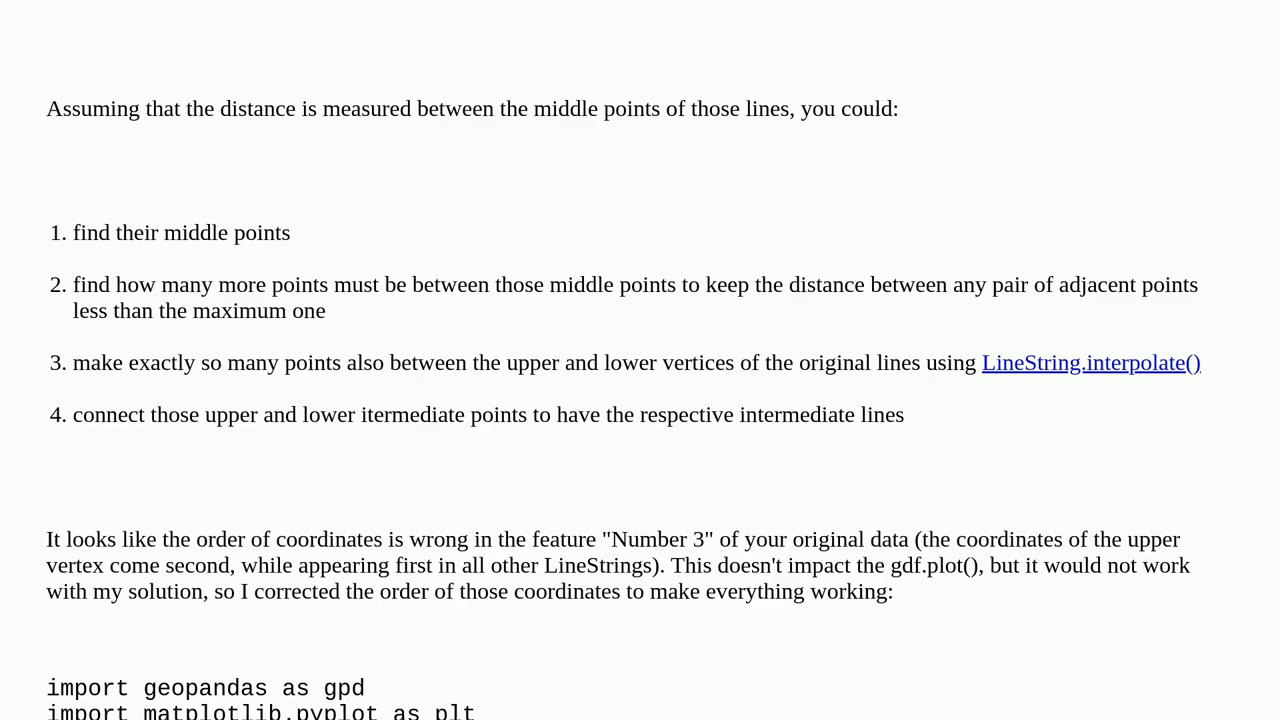 Assuming that the distance is measured between the middle points of those lines, you could:
1. find their middle points
2. find how many more points must be between those middle points to keep the distance between any pair of adjacent points
less than the maximum one
3. make exactly so many points also between the upper and lower vertices of the original lines using LineString.interpolate()
4. connect those upper and lower itermediate points to have the respective intermediate lines
It looks like the order of coordinates is wrong in the feature "Number 3" of your original data (the coordinates of the upper
vertex come second, while appearing first in all other LineStrings). This doesn't impact the gdf.plot(), but it would not work
with my solution, so I corrected the order of those coordinates to make everything working:
import geopandas as gpd
import matplotlib.pyplot as plt